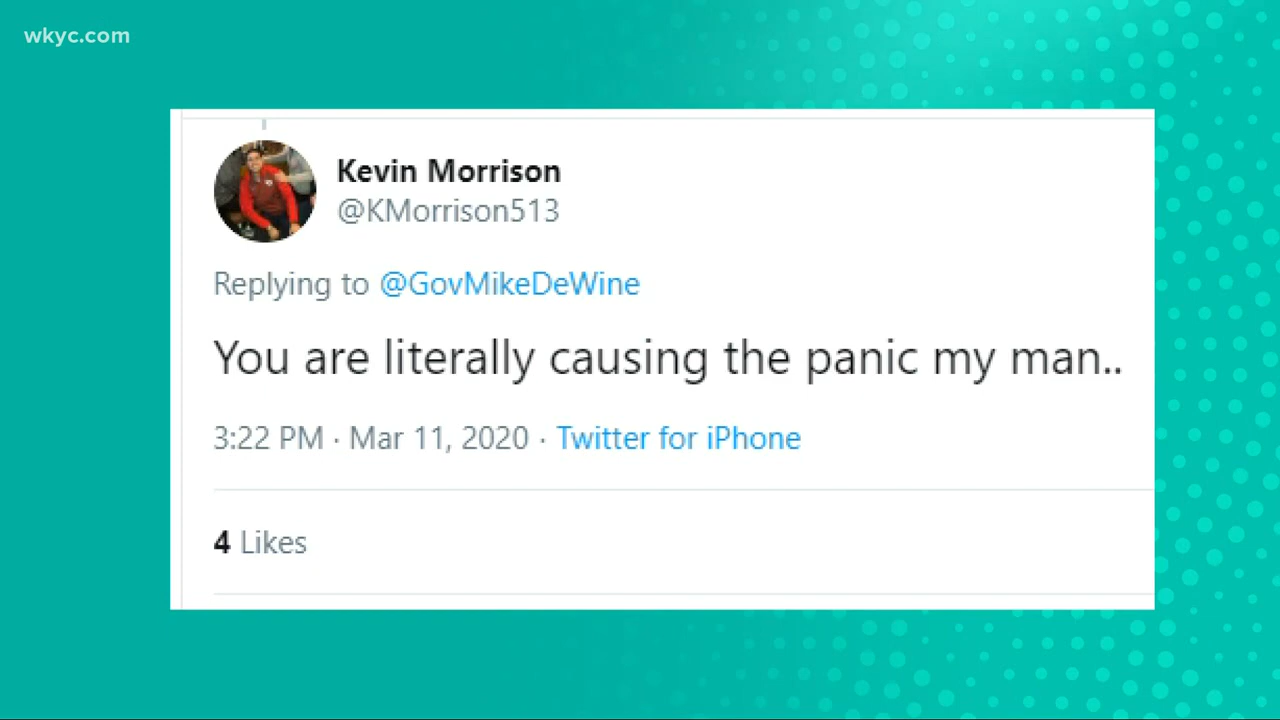 wkyc.com
Kevin Morrison
@KMorrison513
Replying to @GovMikeDeWine
You are literally causing the panic my man..
3:22 PM · Mar 11, 2020 · Twitter for iPhone
4 Likes